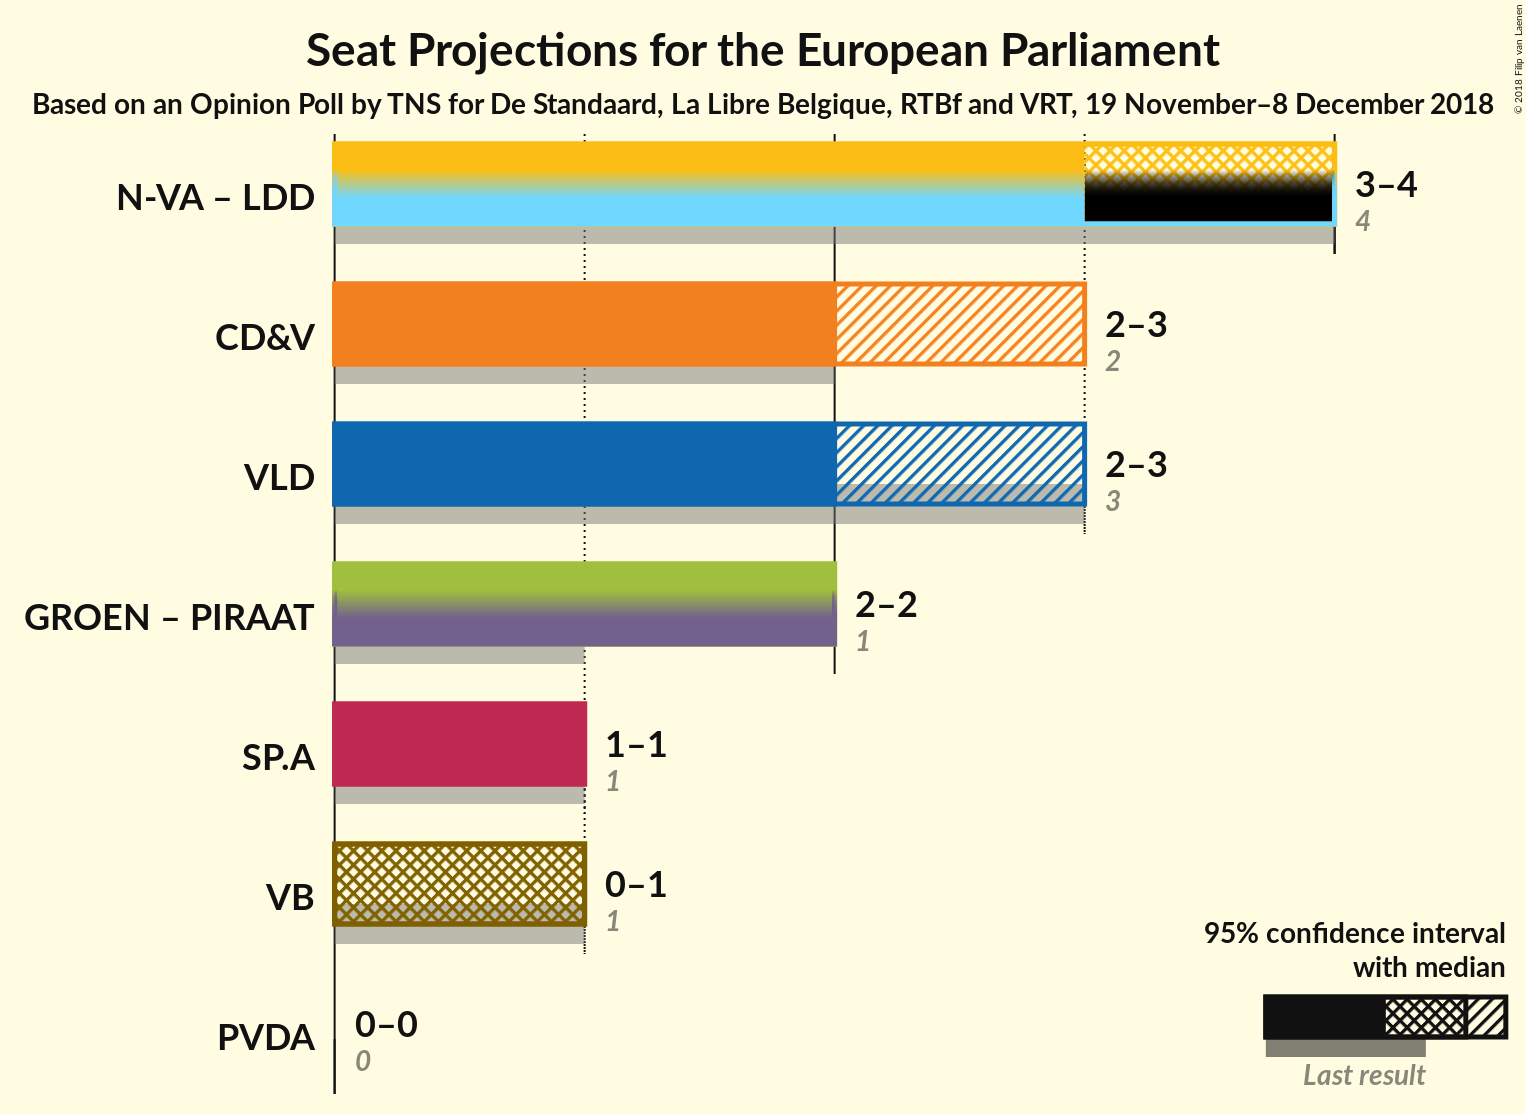 Seat Projections for the European Parliament
Based on an Opinion Poll by TNS for De Standaard, La Libre Belgique, RTBf and VRT, 19 November–8 December 2018
© 2018 Filip van Laenen
N-VA – LDD
3–4
4
CD&V
2–3
2
VLD
2–3
3
GROEN – PIRAAT
2–2
1
SP.A
1–1
1
VB
0–1
1
PVDA
0–0
0
95% confidence interval
with median
Last result